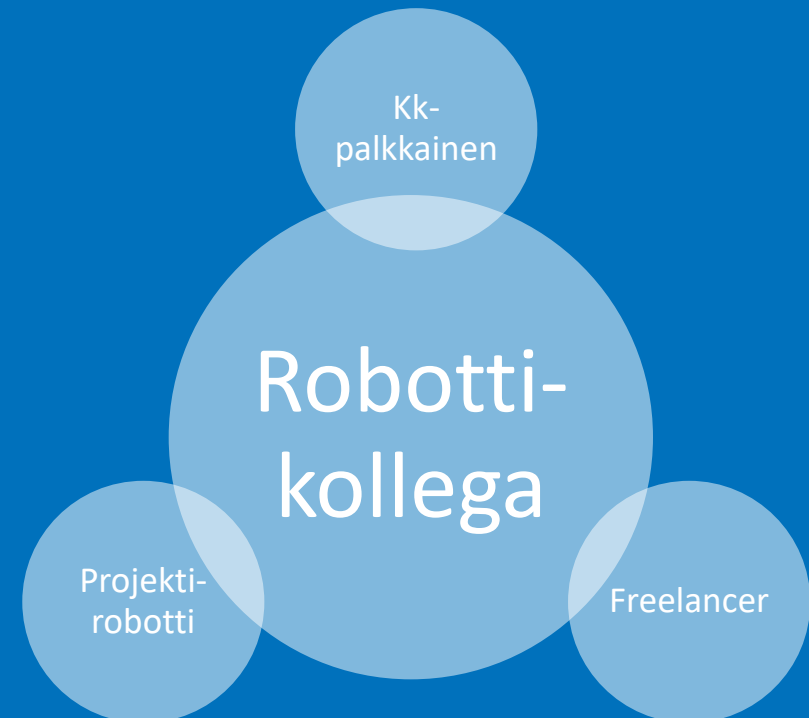 Kk-
palkkainen
Robotti-
kollega
Projekti-
robotti
Freelancer